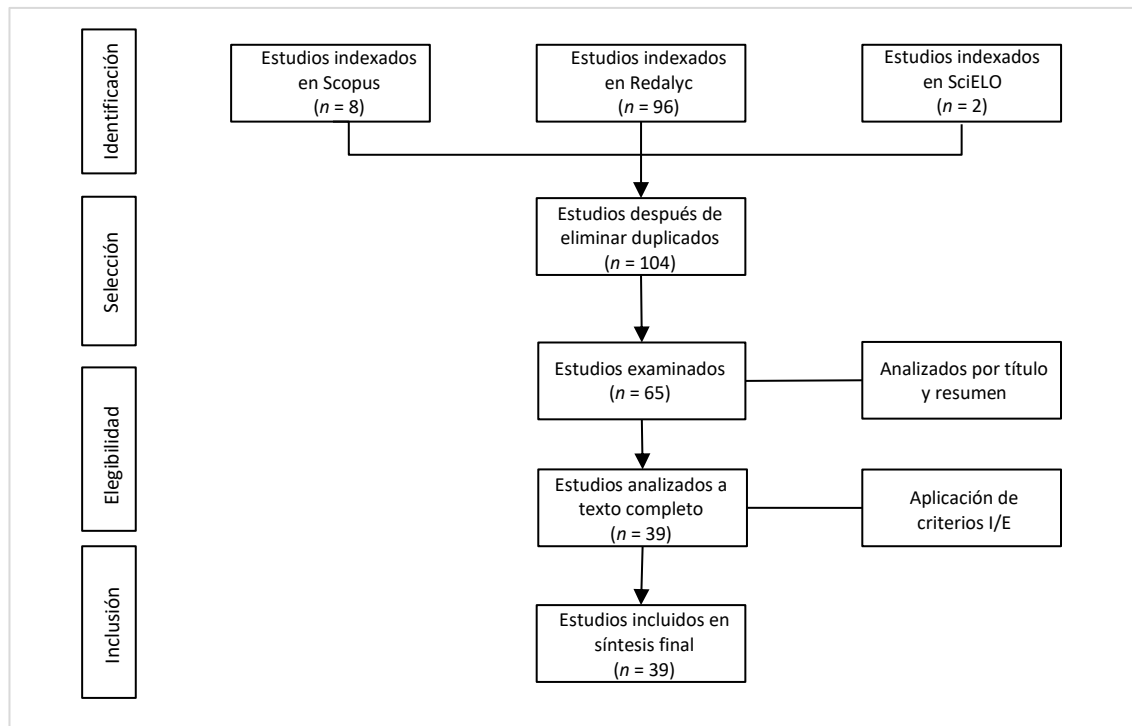 Identificación
Estudios indexados
en Scopus
(n = 8)
Estudios indexados
en Redalyc
(n = 96)
Estudios indexados
en SciELO
(n = 2)
Selección
Estudios después de
eliminar duplicados
(n = 104)
Elegibilidad
Estudios examinados
(n = 65)
Analizados por título
y resumen
Estudios analizados a
texto completo
(n = 39)
Aplicación de
criterios I/E
Inclusión
Estudios incluidos en
síntesis final
(n = 39)